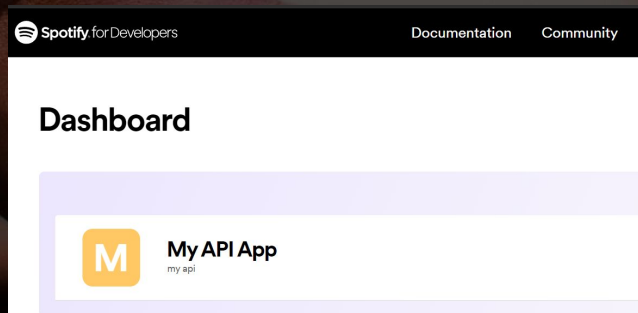 Spotify for Developers Documentation Community
Dashboard
M
My API App
my api